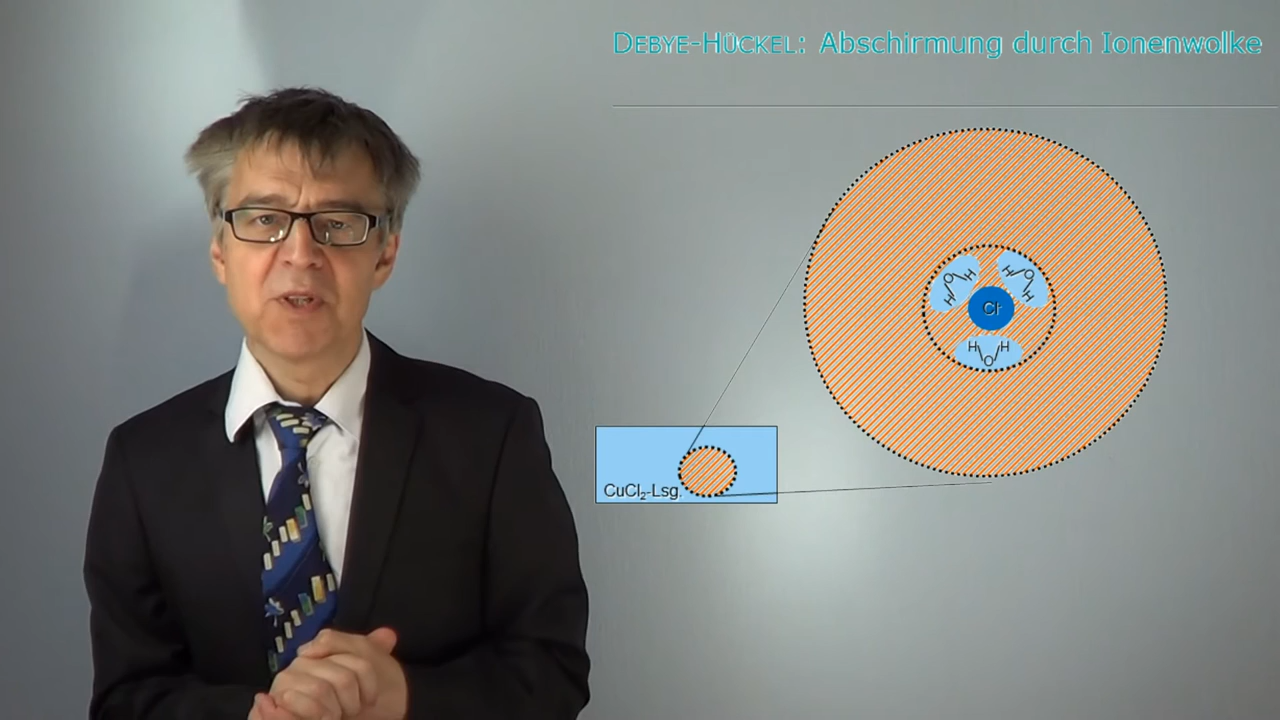 DEBYE-HÜCKEL: Abschirmung durch Ionenwolke
H O H
H O H
Cl-
H H
O
CuCl2-Lsg.